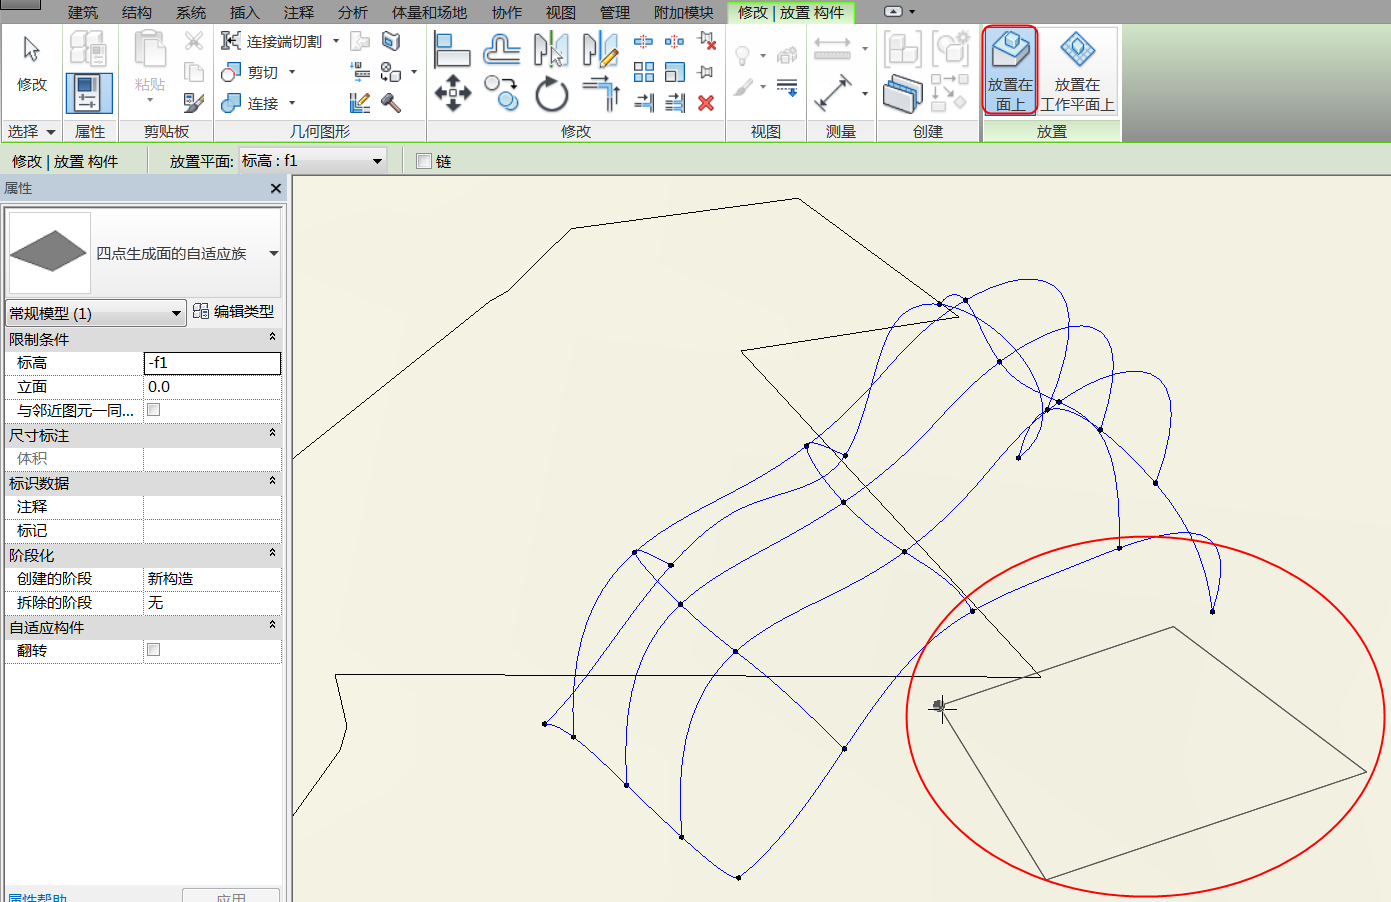 建筑 结构 系统 插入 注释 分析 体量和场地 协作 视图 管理 附加模块 修改 | 放置 构件
修改
粘贴
连接端切割
剪切
连接
放置在
面上
放置在
工作平面上
选择 属性 剪贴板 几何图形 修改 视图 测量 创建 放置
修改 | 放置 构件 放置平面: 标高 : f1 链
属性
四点生成面的自适应族
常规模型 (1) 编辑类型
限制条件
标高 -f1
立面 0.0
与邻近图元一同...
尺寸标注
体积
标识数据
注释
标记
阶段化
创建的阶段 新构造
拆除的阶段 无
自适应构件
翻转
属性帮助 应用